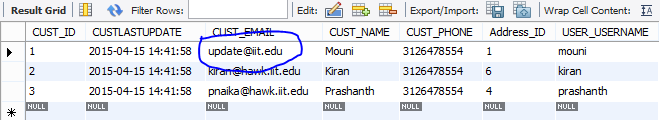 Result Grid Filter Rows: Edit: Export/Import: Wrap Cell Content:
CUST_ID CUSTLASTUPDATE CUST_EMAIL CUST_NAME CUST_PHONE Address_ID USER_USERNAME
1 2015-04-15 14:41:58 update@iit.edu Mouni 3126478554 1 mouni
2 2015-04-15 14:41:58 kiran@hawk.iit.edu Kiran 3126478554 6 kiran
3 2015-04-15 14:41:58 pnaika@hawk.iit.edu Prashanth 3126478554 4 prashanth
NULL NULL NULL NULL NULL NULL NULL